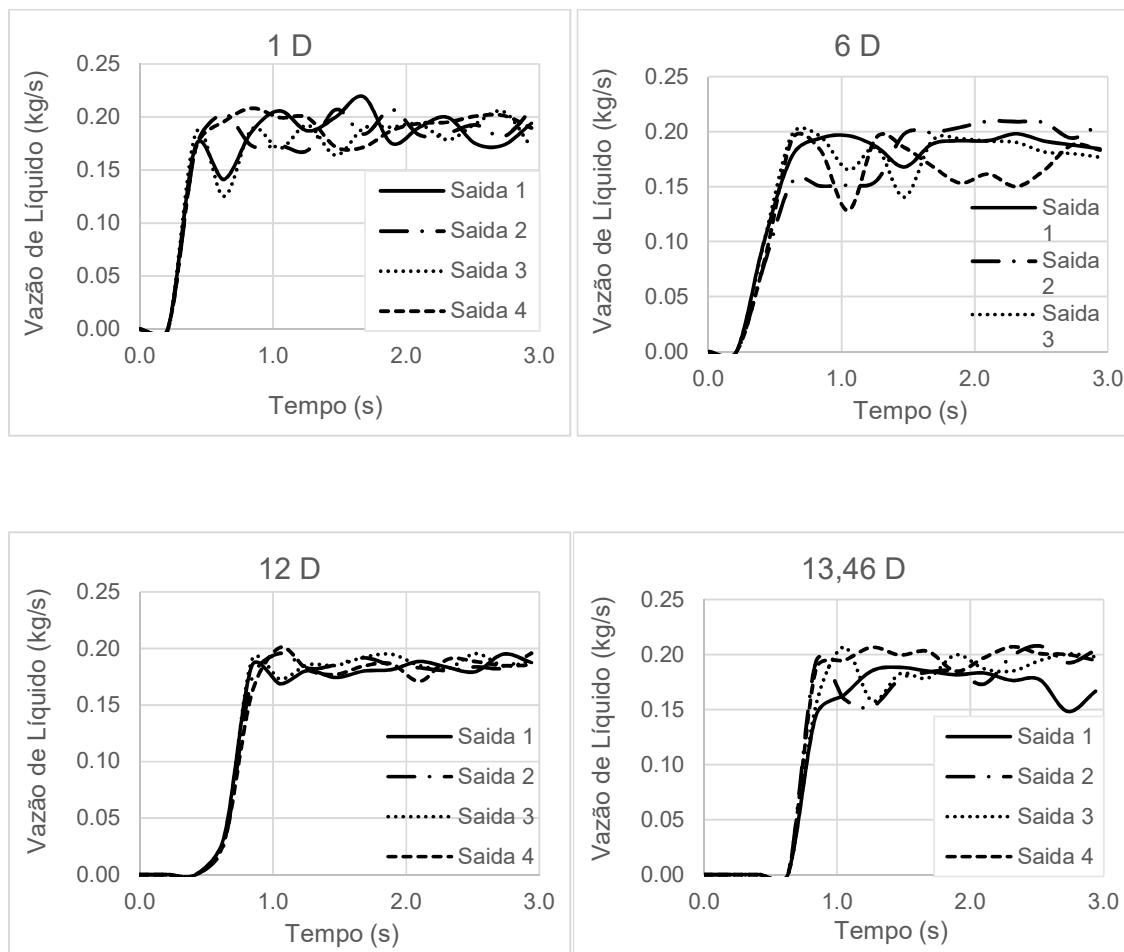 1 D
Vazão de Líquido (kg/s)
0.25
0.20
0.15
0.10
0.05
0.00
Saida 1
Saida 2
Saida 3
Saida 4
0.0 1.0 2.0 3.0
Tempo (s)
6 D
Vazão de Líquido (kg/s)
0.25
0.20
0.15
0.10
0.05
0.00
Saida
1
Saida
2
Saida
3
0.0 1.0 2.0 3.0
Tempo (s)
12 D
Vazão de Líquido (kg/s)
0.25
0.20
0.15
0.10
0.05
0.00
Saida 1
Saida 2
Saida 3
Saida 4
0.0 1.0 2.0 3.0
Tempo (s)
13,46 D
Vazão de Líquido (kg/s)
0.25
0.20
0.15
0.10
0.05
0.00
Saida 1
Saida 2
Saida 3
Saida 4
0.0 1.0 2.0 3.0
Tempo (s)